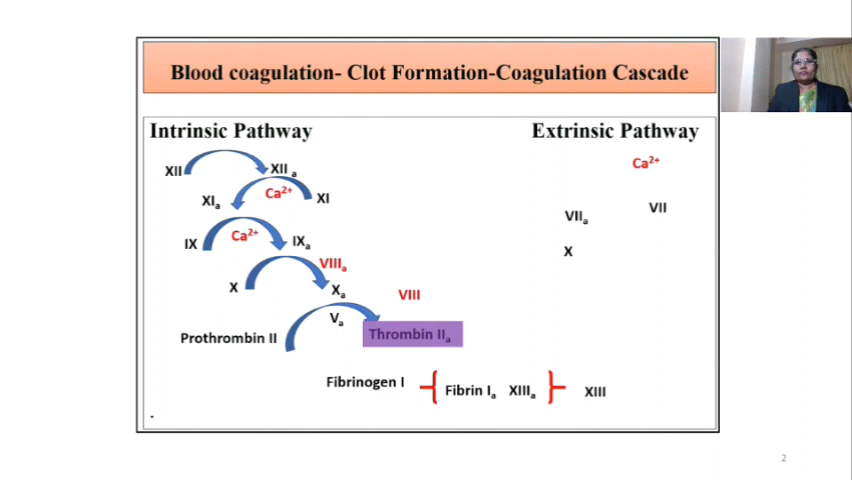 Blood coagulation- Clot Formation-Coagulation Cascade
Intrinsic Pathway
Extrinsic Pathway
XII
XIIa
Ca2+
XIa
Ca2+
XI
VIIa
VII
IX
Ca2+
IXa
X
VIIIa
X
Xa
VIII
Va
Prothrombin II
Thrombin IIa
Fibrinogen I
Fibrin Ia XIIIa
XIII
.
2